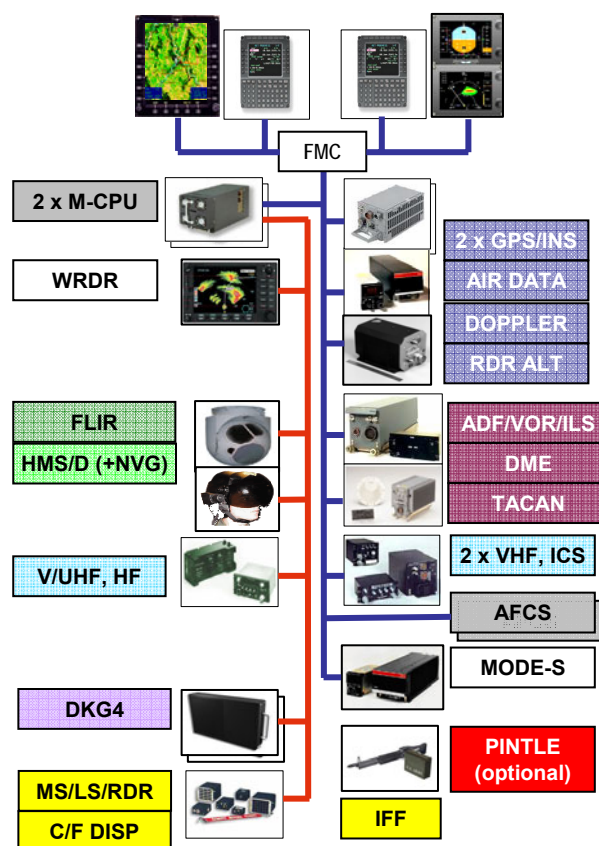 FMC
2 x M-CPU
2 x GPS/INS
WRDR
AIR DATA
DOPPLER
RDR ALT
FLIR
ADF/VOR/ILS
HMS/D (+NVG)
DME
TACAN
V/UHF, HF
2 x VHF, ICS
AFCS
MODE-S
DKG4
PINTLE
(optional)
MS/LS/RDR
C/F DISP
IFF